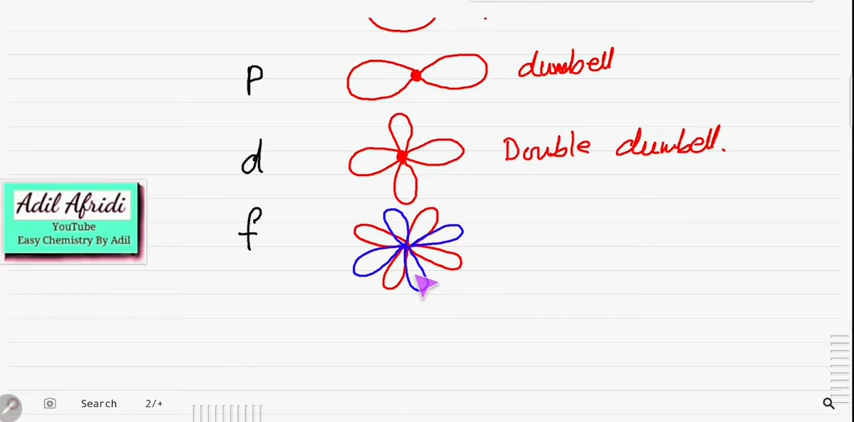 P dumbell
d Double dumbell.
f
Adil Afridi
YouTube
Easy Chemistry By Adil
Search 2/+